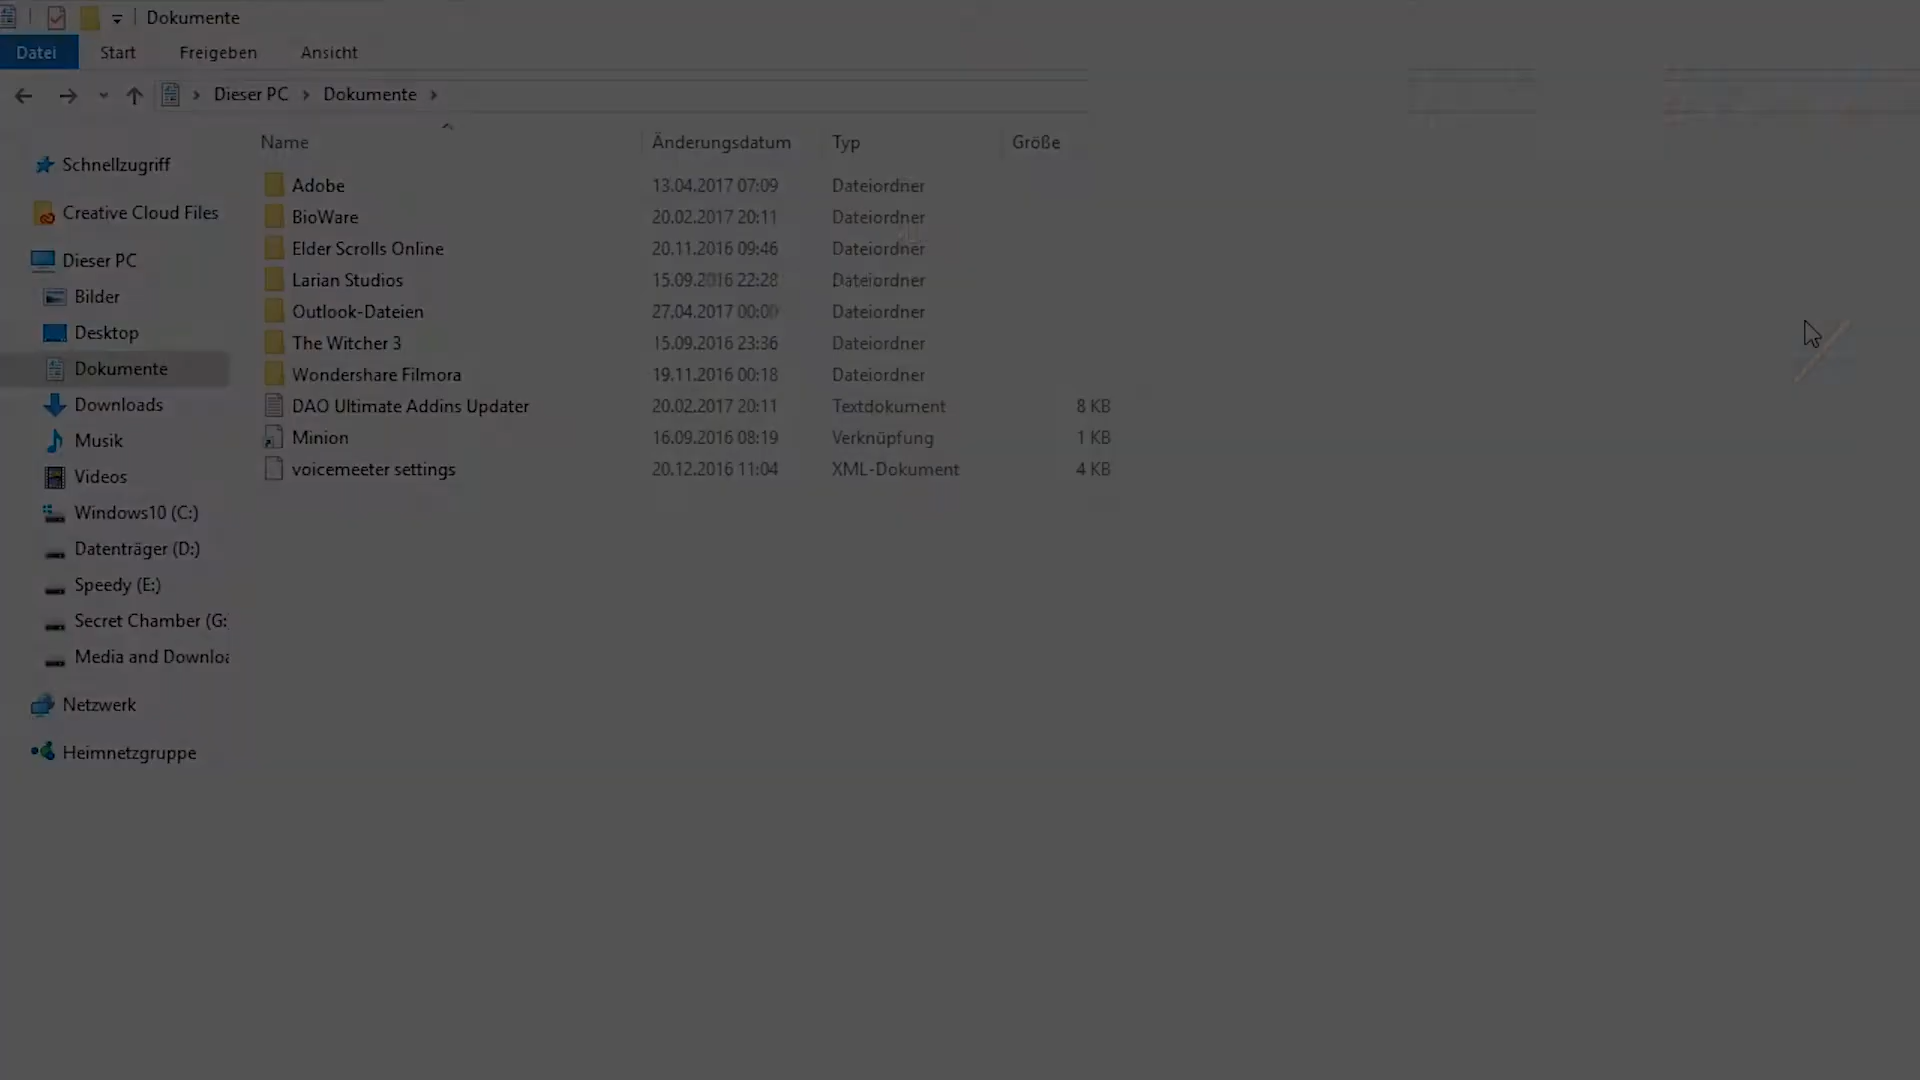 Dokumente
Datei Start Freigeben Ansicht
Dieser PC Dokumente
Name Änderungsdatum Typ Größe
Schnellzugriff
Creative Cloud Files
Dieser PC
Bilder
Desktop
Dokumente
Downloads
Musik
Videos
Windows10 (C:)
Datenträger (D:)
Speedy (E:)
Secret Chamber (G:
Media and Downloa
Netzwerk
Heimnetzgruppe
Adobe 13.04.2017 07:09 Dateiordner
BioWare 20.02.2017 20:11 Dateiordner
Elder Scrolls Online 20.11.2016 09:46 Dateiordner
Larian Studios 15.09.2016 22:28 Dateiordner
Outlook-Dateien 27.04.2017 00:00 Dateiordner
The Witcher 3 15.09.2016 23:36 Dateiordner
Wondershare Filmora 19.11.2016 00:18 Dateiordner
DAO Ultimate Addins Updater 20.02.2017 20:11 Textdokument 8 KB
Minion 16.09.2016 08:19 Verknüpfung 1 KB
voicemeeter settings 20.12.2016 11:04 XML-Dokument 4 KB